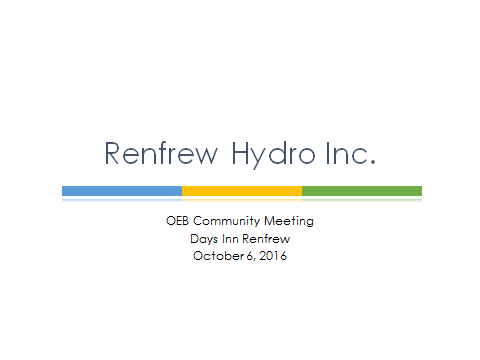 Renfrew Hydro Inc.
OEB Community Meeting
Days Inn Renfrew
October 6, 2016